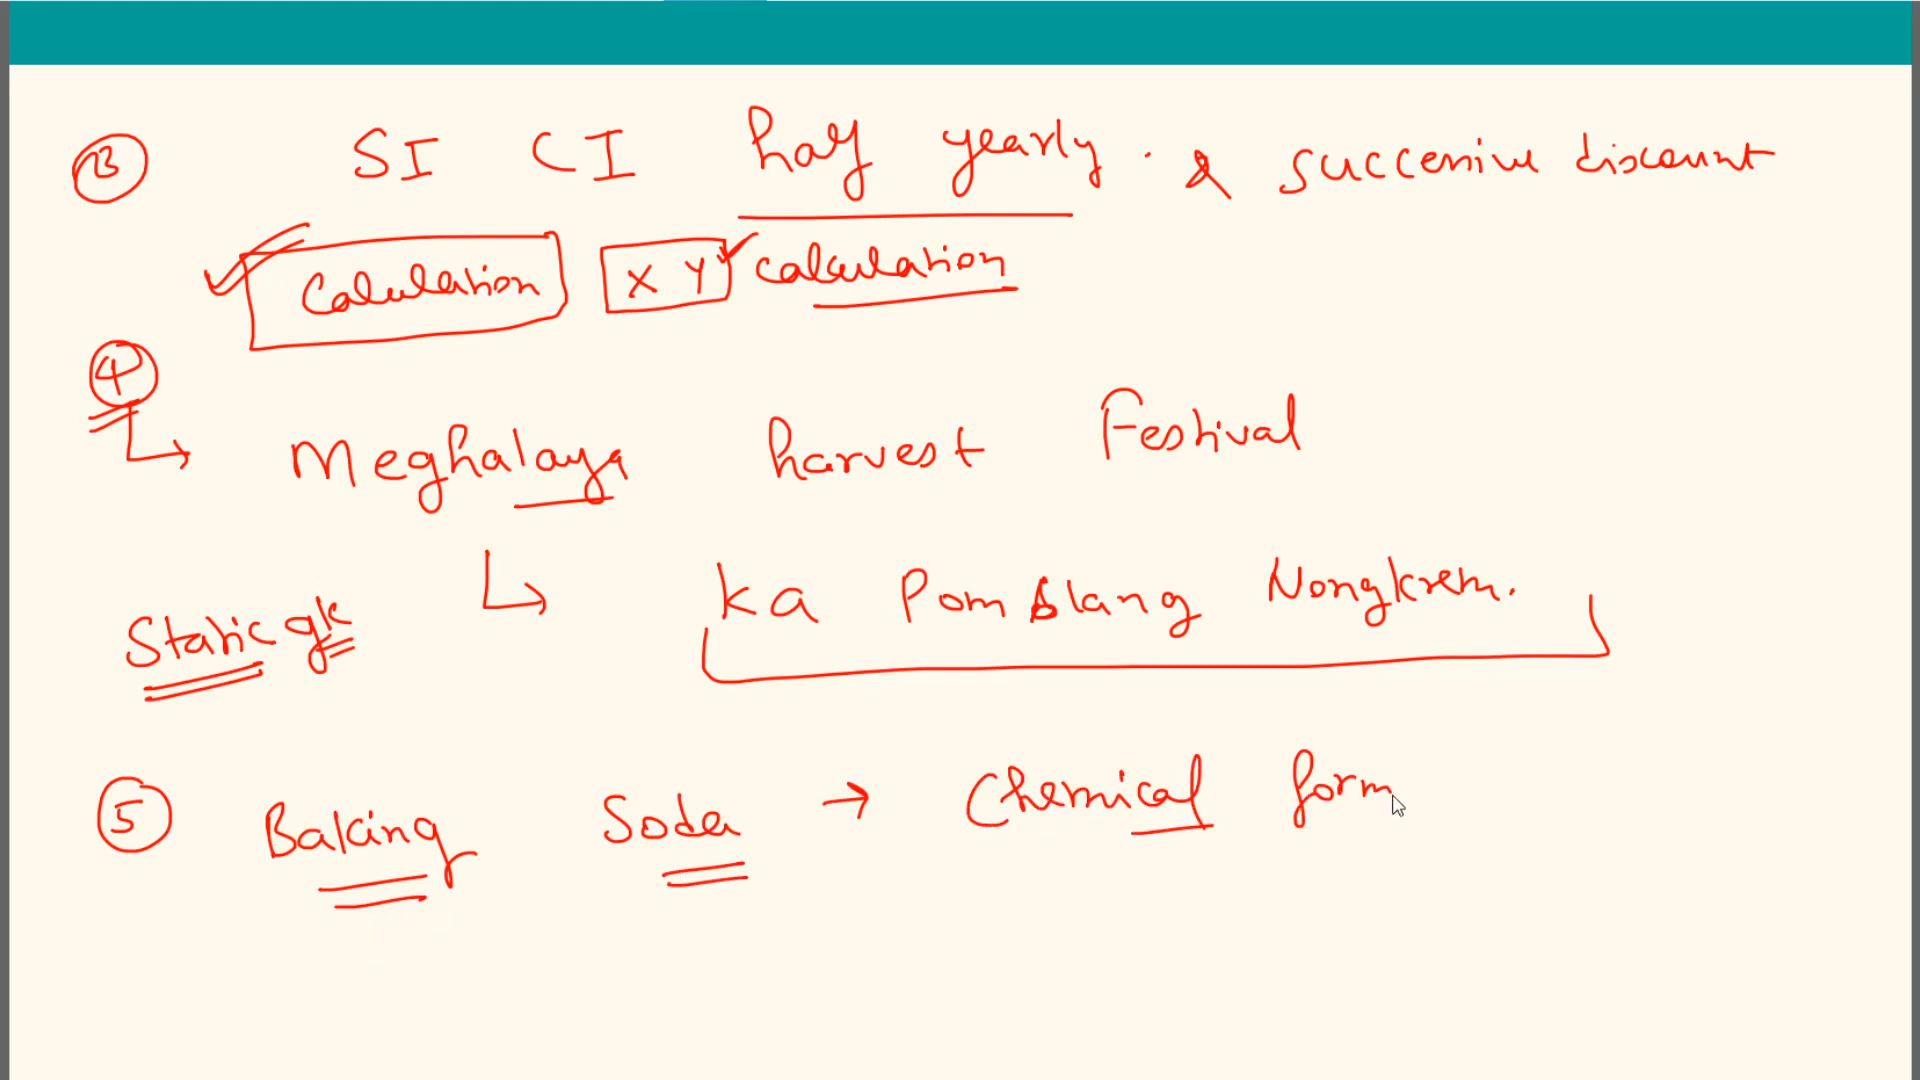 3 SI CI half yearly. & successive discount
Calculation X Y calculation
4
Meghalaya harvest Festival
Static gk ka Pomblang Nongkrem.
5 Baking Soda → Chemical form